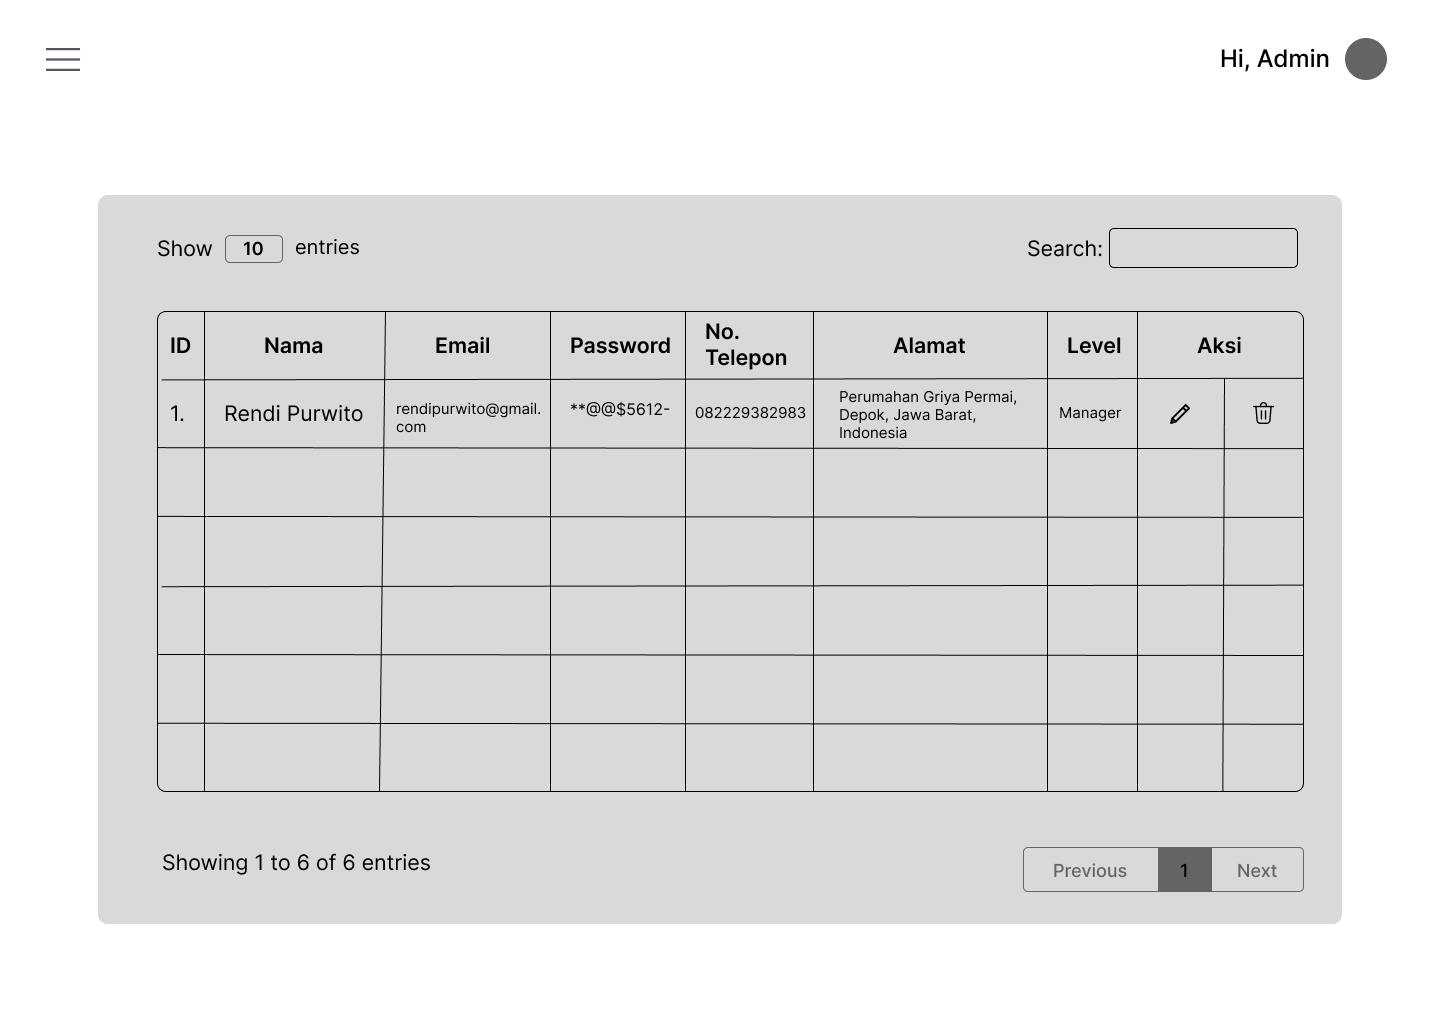 Hi, Admin
Show 10 entries
Search:
ID Nama Email Password No. Telepon Alamat Level Aksi
1. Rendi Purwito rendipurwito@gmail.com **@@$5612- 082229382983 Perumahan Griya Permai, Depok, Jawa Barat, Indonesia Manager
Showing 1 to 6 of 6 entries
Previous 1 Next